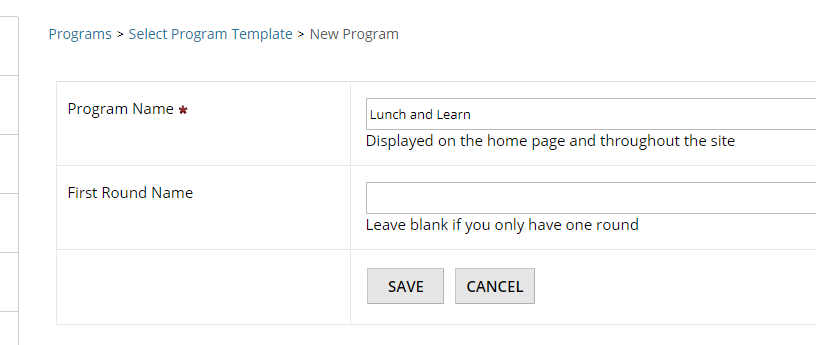 Programs > Select Program Template > New Program
Program Name *
Lunch and Learn
Displayed on the home page and throughout the site
First Round Name
Leave blank if you only have one round
SAVE CANCEL